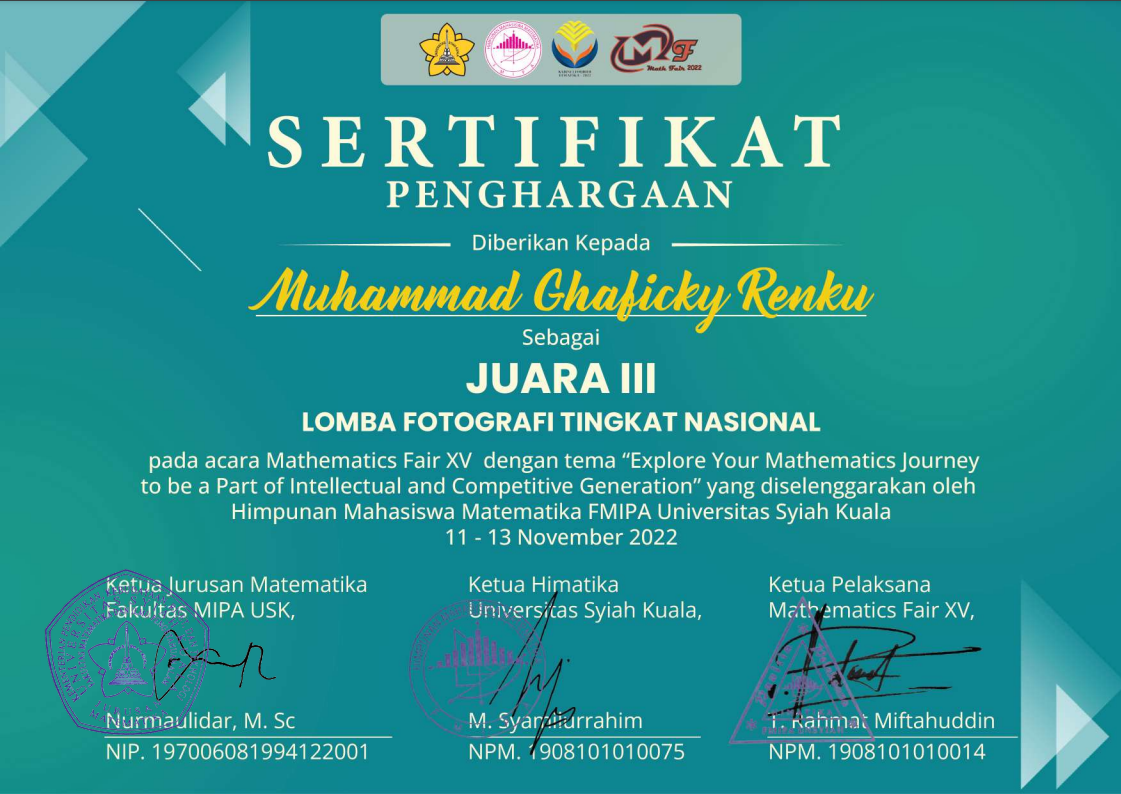 Math Fair 2022
SERTIFIKAT
PENGHARGAAN
Diberikan Kepada
Muhammad Ghaficky Renku
Sebagai
JUARA III
LOMBA FOTOGRAFI TINGKAT NASIONAL
pada acara Mathematics Fair XV dengan tema “Explore Your Mathematics Journey
to be a Part of Intellectual and Competitive Generation” yang diselenggarakan oleh
Himpunan Mahasiswa Matematika FMIPA Universitas Syiah Kuala
11 - 13 November 2022
Ketua Jurusan Matematika
Fakultas MIPA USK,
Nurmaulidar, M. Sc
NIP. 197006081994122001
Ketua Himatika
Universitas Syiah Kuala,
M. Syamilurrahim
NPM. 1908101010075
Ketua Pelaksana
Mathematics Fair XV,
T. Rahmat Miftahuddin
NPM. 1908101010014